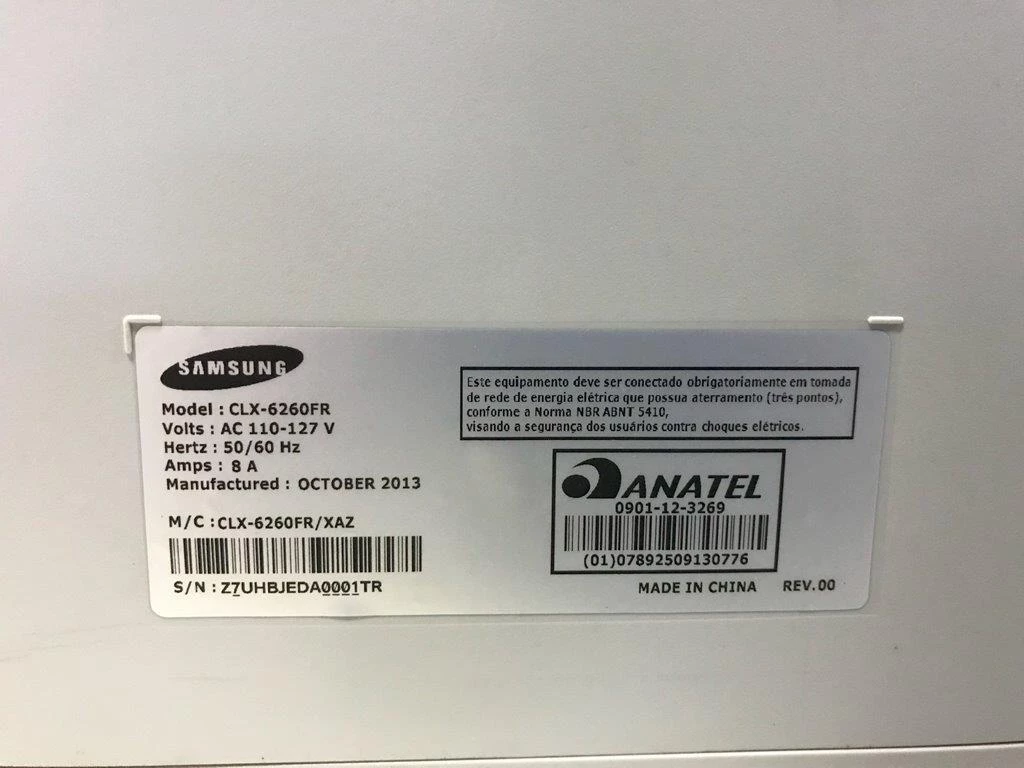 SAMSUNG
Model : CLX-6260FR
Volts : AC 110-127 V
Hertz : 50/60 Hz
Amps : 8 A
Manufactured : OCTOBER 2013
M/C : CLX-6260FR/XAZ
S/N : Z7UHBJEDA0001TR
Este equipamento deve ser conectado obrigatoriamente em tomada
de rede de energia elétrica que possua aterramento (três pontos),
conforme a Norma NBR ABNT 5410,
visando a segurança dos usuários contra choques elétricos.
ANATEL
0901-12-3269
(01)07892509130776
MADE IN CHINA REV.00